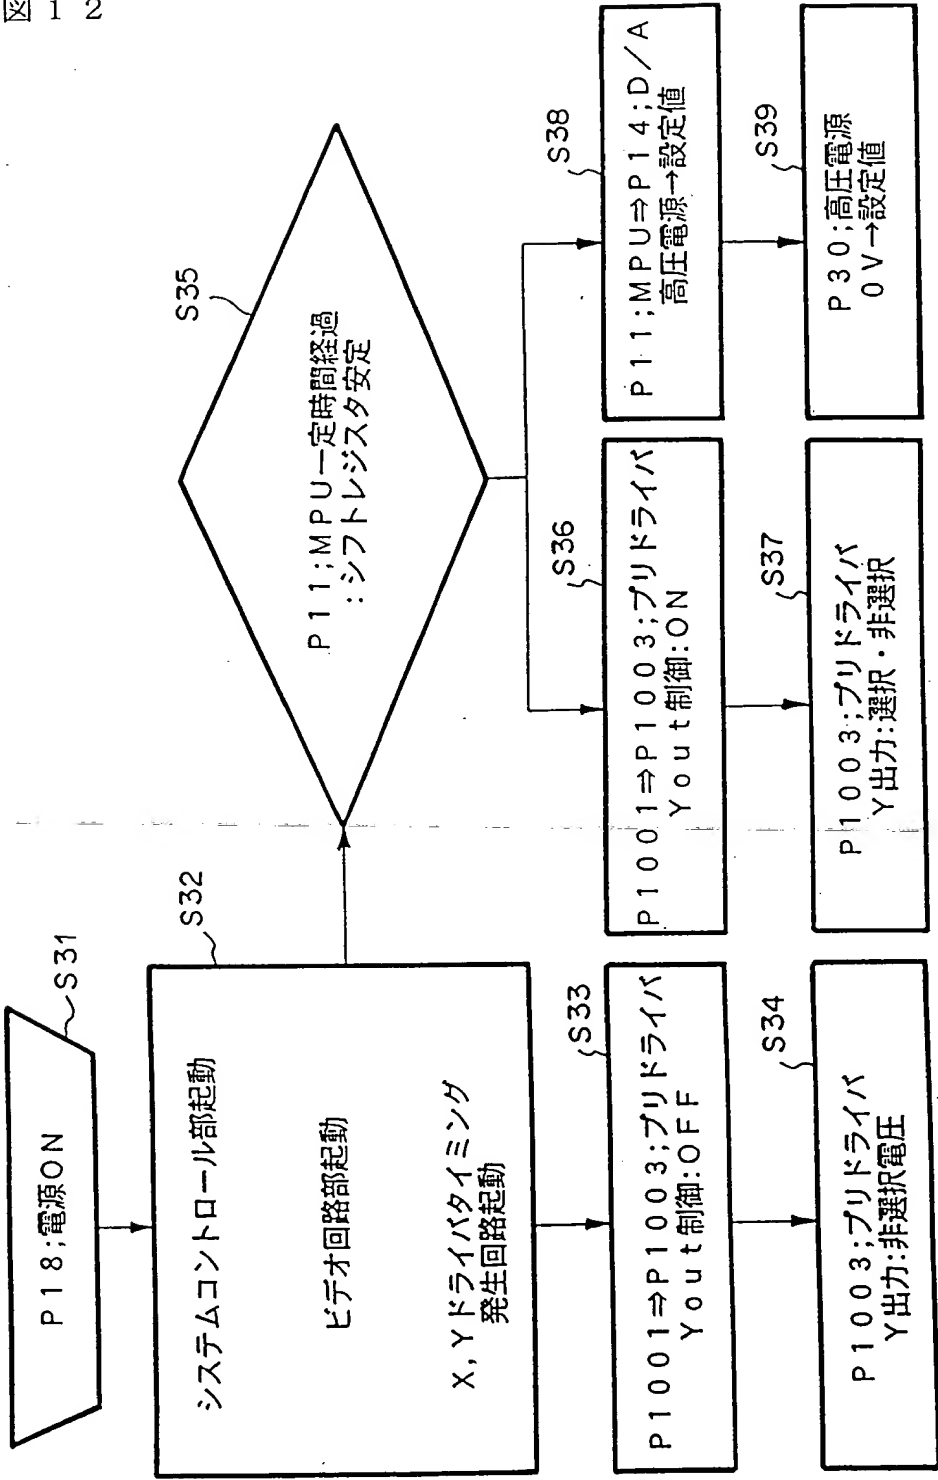 図12
P18;電源ON
S31
システムコントロール部起動
ビデオ回路部起動
X,Yドライバタイミング
発生回路起動
S32
P1001⇒P1003;プリドライバ
Yout制御:OFF
S33
P1003;プリドライバ
Y出力:非選択電圧
S34
P11;MPU一定時間経過
:シフトレジスタ安定
S35
P1001⇒P1003;プリドライバ
Yout制御:ON
S36
P1003;プリドライバ
Y出力:選択・非選択
S37
P11;MPU⇒P14;D/A
高圧電源→設定値
S38
P30;高圧電源
0V→設定値
S39